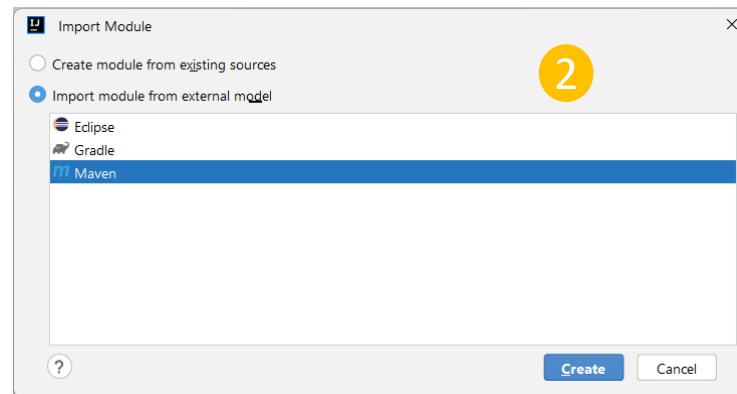 IJ Import Module
Create module from existing sources
2
Import module from external model
Eclipse
Gradle
m Maven
? Create Cancel